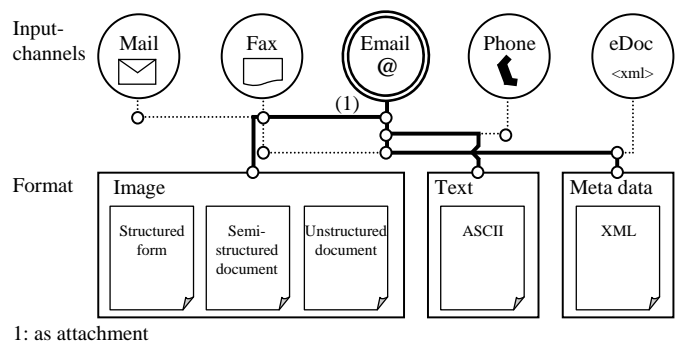 Input-
channels
Mail
Fax
Email
@
Phone
eDoc
<xml>
(1)
Format
Image
Structured
form
Semi-
structured
document
Unstructured
document
Text
ASCII
Meta data
XML
1: as attachment